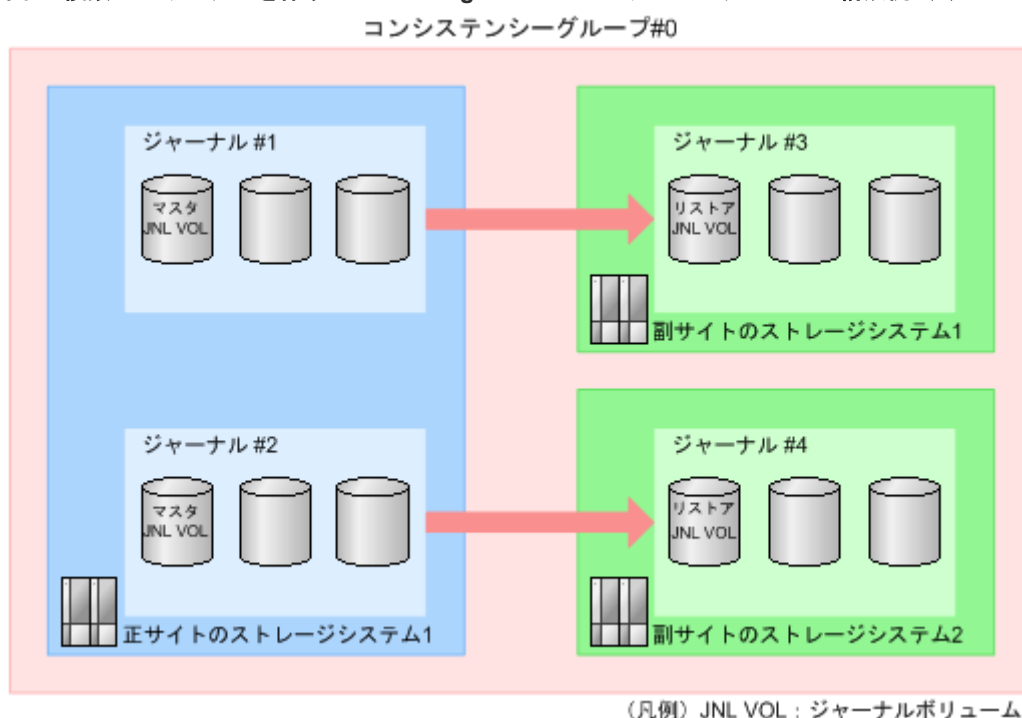 コンシステンシーグループ#0
ジャーナル #1
マスタ
JNL VOL
ジャーナル #3
リストア
JNL VOL
副サイトのストレージシステム1
ジャーナル #2
マスタ
JNL VOL
正サイトのストレージシステム1
ジャーナル #4
リストア
JNL VOL
副サイトのストレージシステム2
(凡例) JNL VOL:ジャーナルボリューム